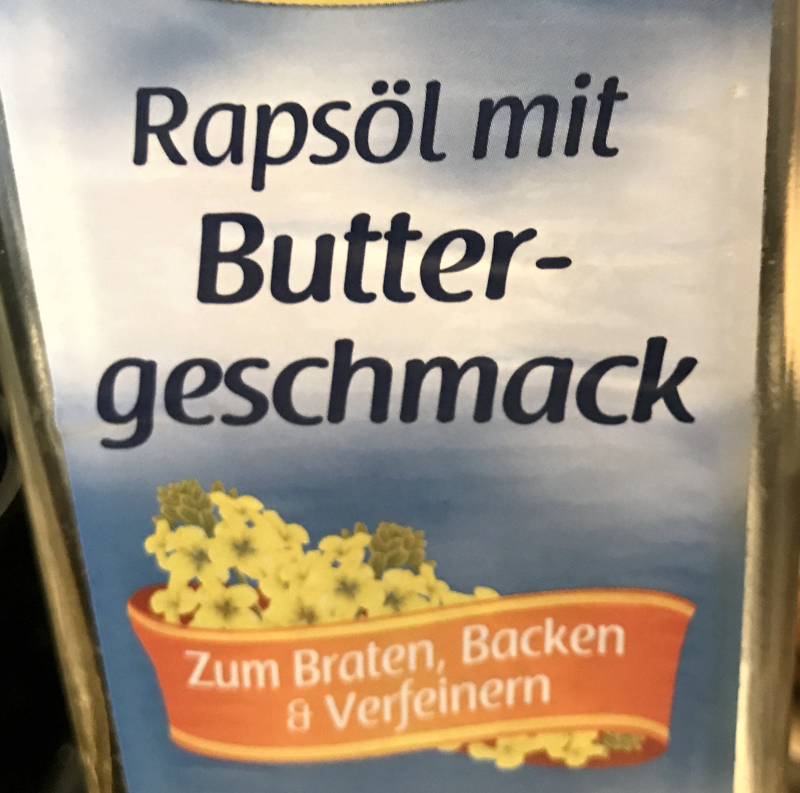 Rapsöl mit
Butter-
geschmack
Zum Braten, Backen
& Verfeinern